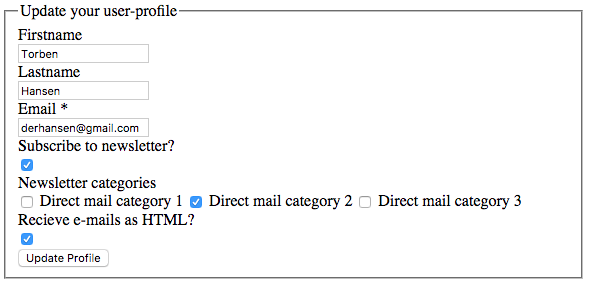 Update your user-profile
Firstname
Torben
Lastname
Hansen
Email *
derhansen@gmail.com
Subscribe to newsletter?
Newsletter categories
Direct mail category 1 Direct mail category 2 Direct mail category 3
Recieve e-mails as HTML?
Update Profile